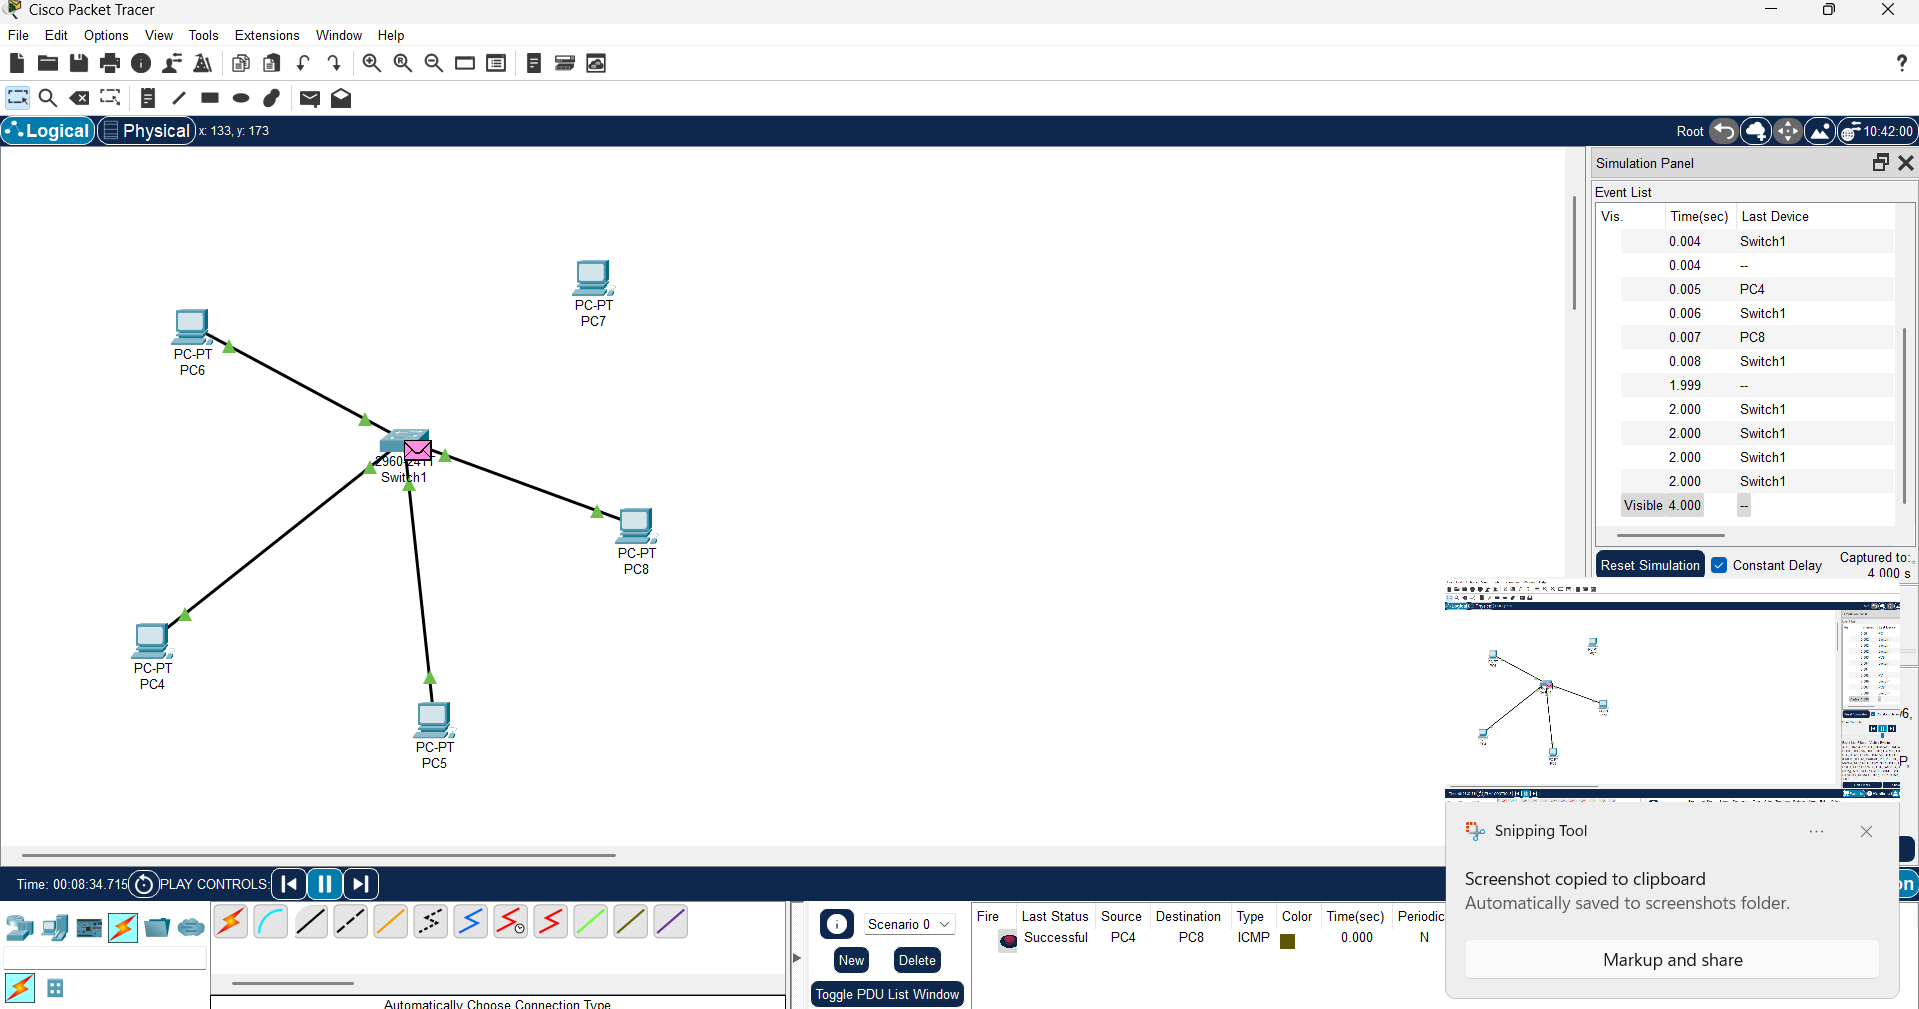 Cisco Packet Tracer
File Edit Options View Tools Extensions Window Help
Logical Physical x: 133, y: 173 Root 10:42:00
PC-PT
PC6
PC-PT
PC7
2960-24TT
Switch1
PC-PT
PC8
PC-PT
PC4
PC-PT
PC5
Simulation Panel
Event List
Vis. Time(sec) Last Device
0.004 Switch1
0.004 --
0.005 PC4
0.006 Switch1
0.007 PC8
0.008 Switch1
1.999 --
2.000 Switch1
2.000 Switch1
2.000 Switch1
2.000 Switch1
Visible 4.000 --
Reset Simulation Constant Delay Captured to:
4.000 s
Time: 00:08:34.715 PLAY CONTROLS:
Scenario 0
New Delete
Toggle PDU List Window
Fire Last Status Source Destination Type Color Time(sec) Periodic
Successful PC4 PC8 ICMP 0.000 N
Automatically Choose Connection Type
Snipping Tool
Screenshot copied to clipboard
Automatically saved to screenshots folder.
Markup and share